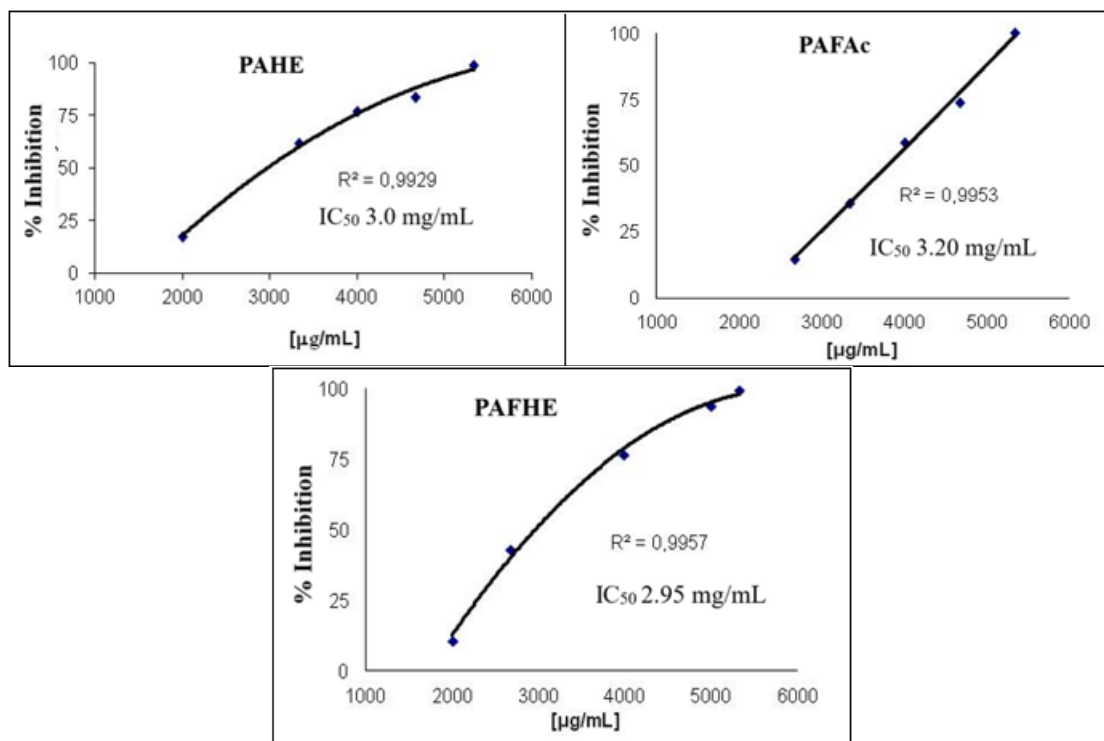 PAHE
% Inhibition
100
75
50
25
0
R² = 0,9929
IC₅₀ 3.0 mg/mL
1000 2000 3000 4000 5000 6000
[µg/mL]
PAFAc
% Inhibition
100
75
50
25
0
R² = 0,9953
IC₅₀ 3.20 mg/mL
1000 2000 3000 4000 5000 6000
[µg/mL]
PAFHE
% Inhibition
100
75
50
25
0
R² = 0,9957
IC₅₀ 2.95 mg/mL
1000 2000 3000 4000 5000 6000
[µg/mL]